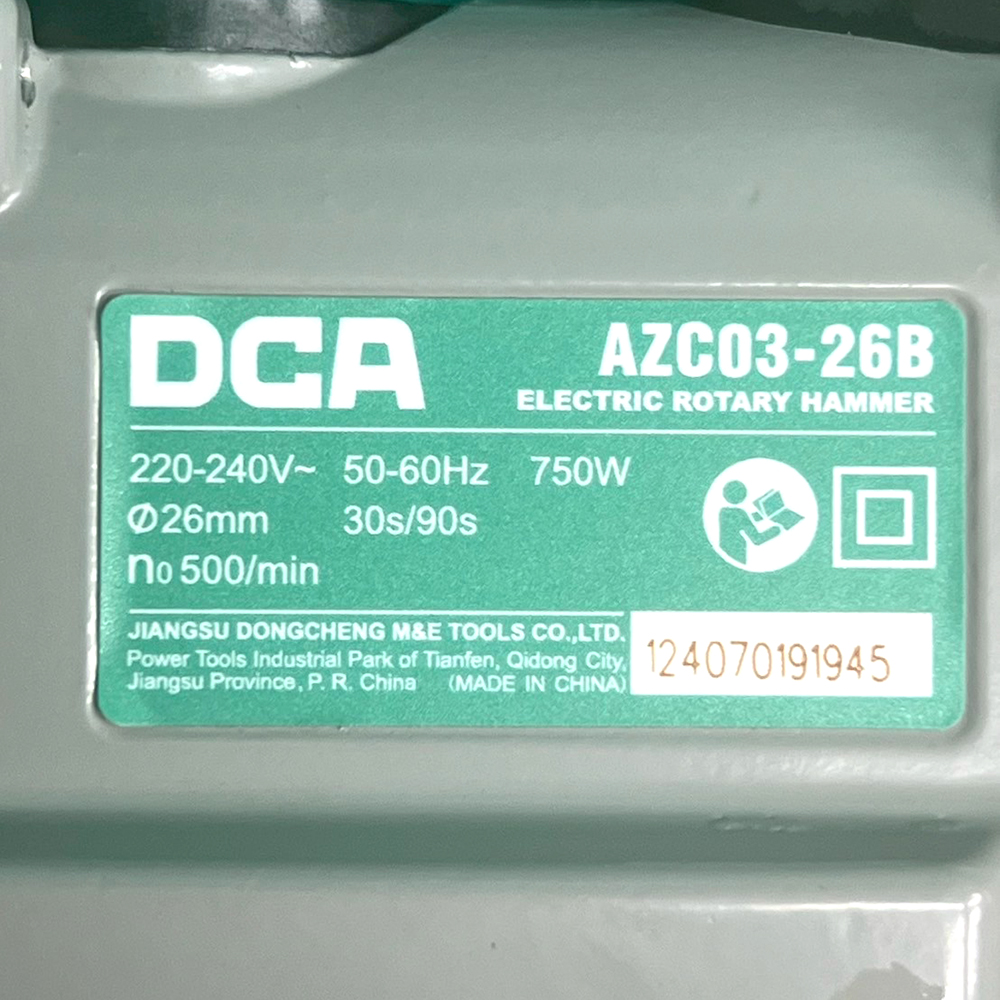 DCA
AZC03-26B
ELECTRIC ROTARY HAMMER
220-240V~ 50-60Hz 750W
Ø26mm 30s/90s
n0 500/min
JIANGSU DONGCHENG M&E TOOLS CO.,LTD.
Power Tools Industrial Park of Tianfen, Qidong City,
Jiangsu Province, P. R. China (MADE IN CHINA)
124070191945